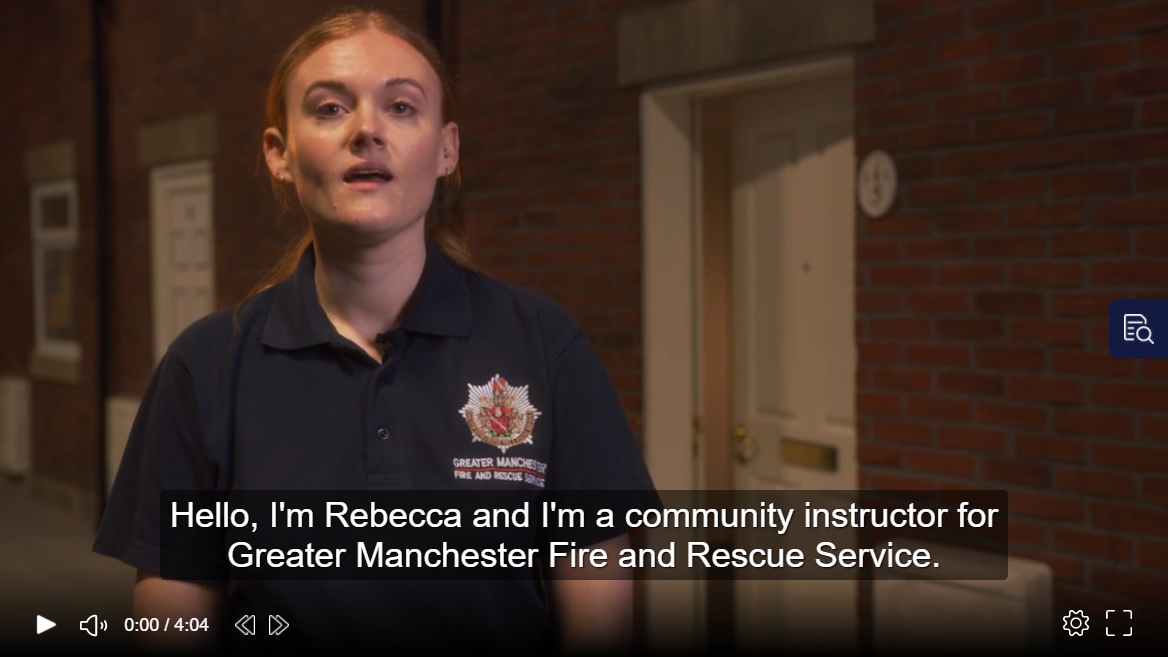 GREATER MANCHESTER
FIRE AND RESCUE SERVICE
Hello, I'm Rebecca and I'm a community instructor for
Greater Manchester Fire and Rescue Service.
0:00 / 4:04